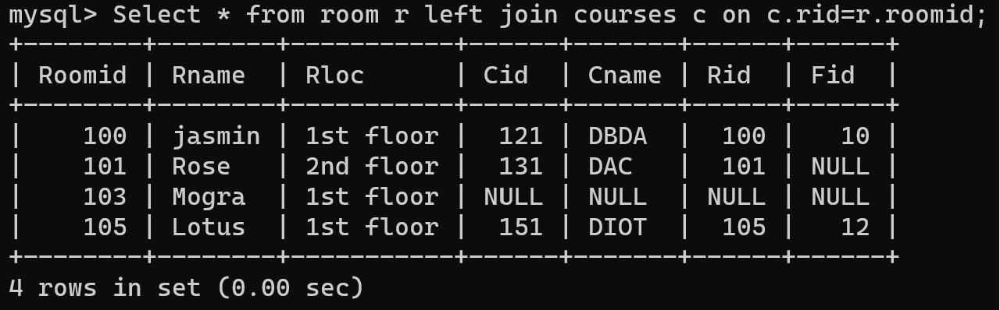 mysql> Select * from room r left join courses c on c.rid=r.roomid;
+--------+--------+-----------+------+-------+------+------+
| Roomid | Rname  | Rloc      | Cid  | Cname | Rid  | Fid  |
+--------+--------+-----------+------+-------+------+------+
|    100 | jasmin | 1st floor |  121 | DBDA  |  100 |   10 |
|    101 | Rose   | 2nd floor |  131 | DAC   |  101 | NULL |
|    103 | Mogra  | 1st floor | NULL | NULL  | NULL | NULL |
|    105 | Lotus  | 1st floor |  151 | DIOT  |  105 |   12 |
+--------+--------+-----------+------+-------+------+------+
4 rows in set (0.00 sec)